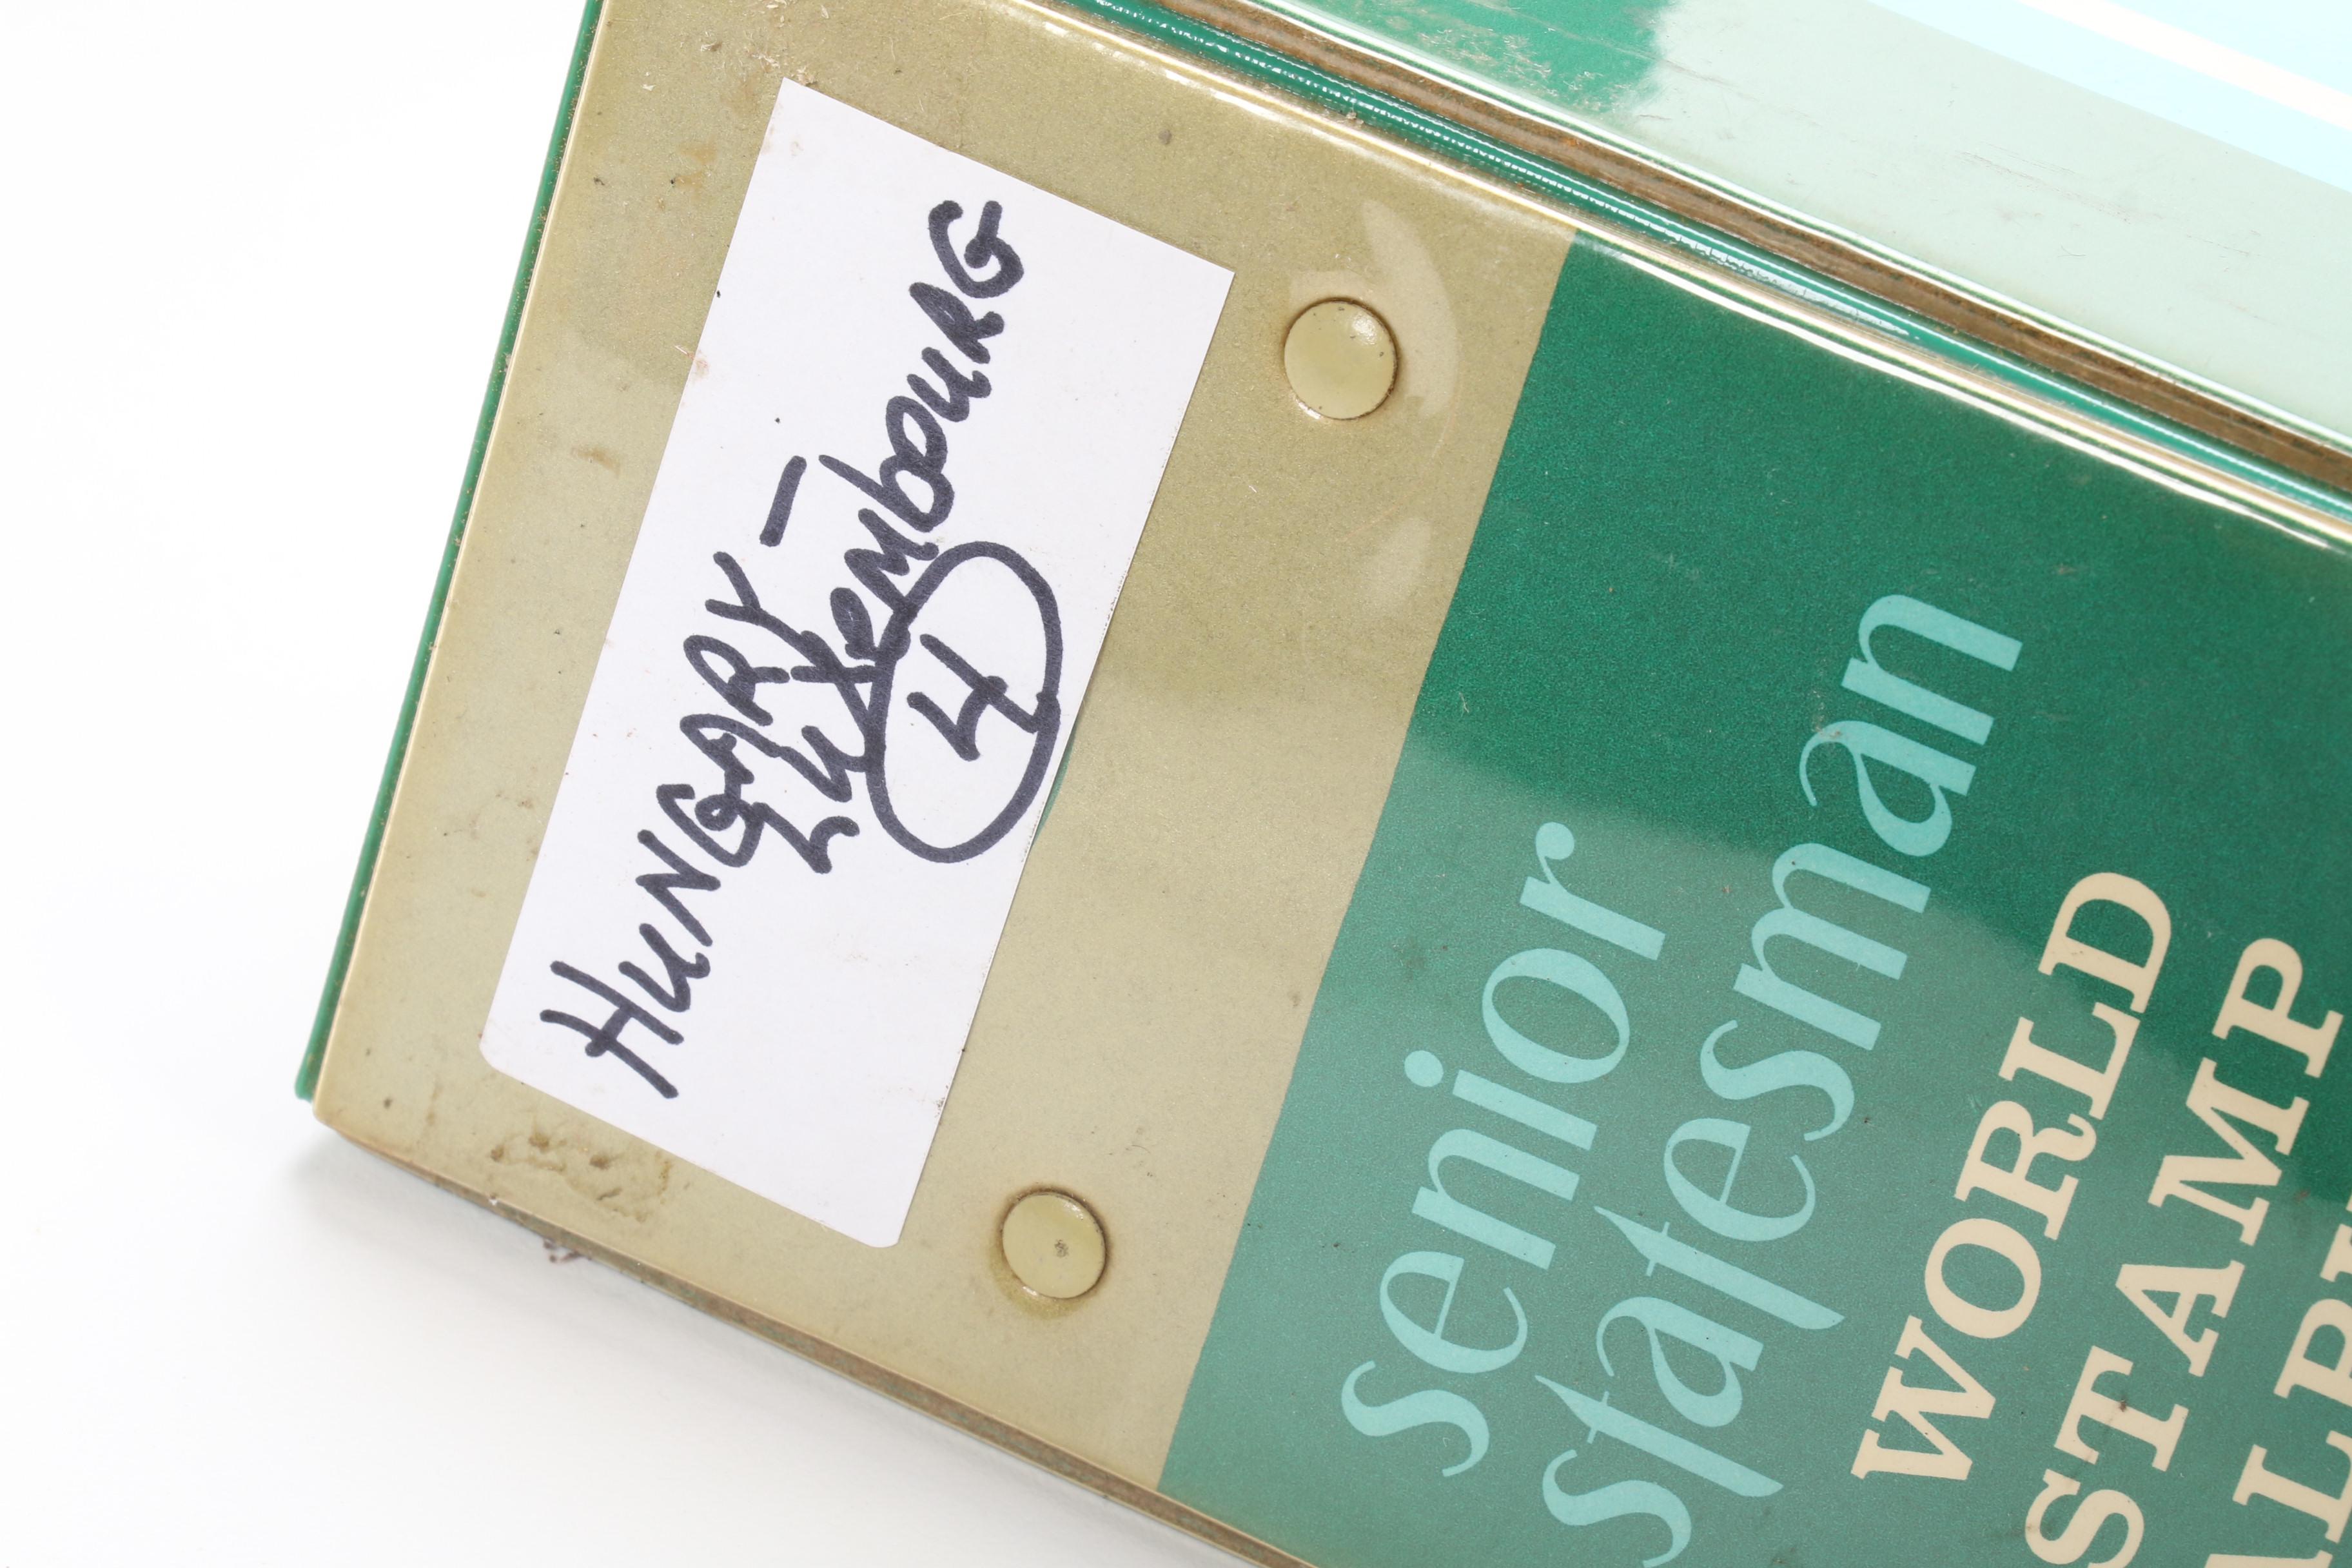 HUNGARY -
LUXEMBOURG
4
senior
statesman
WORLD
STAMP